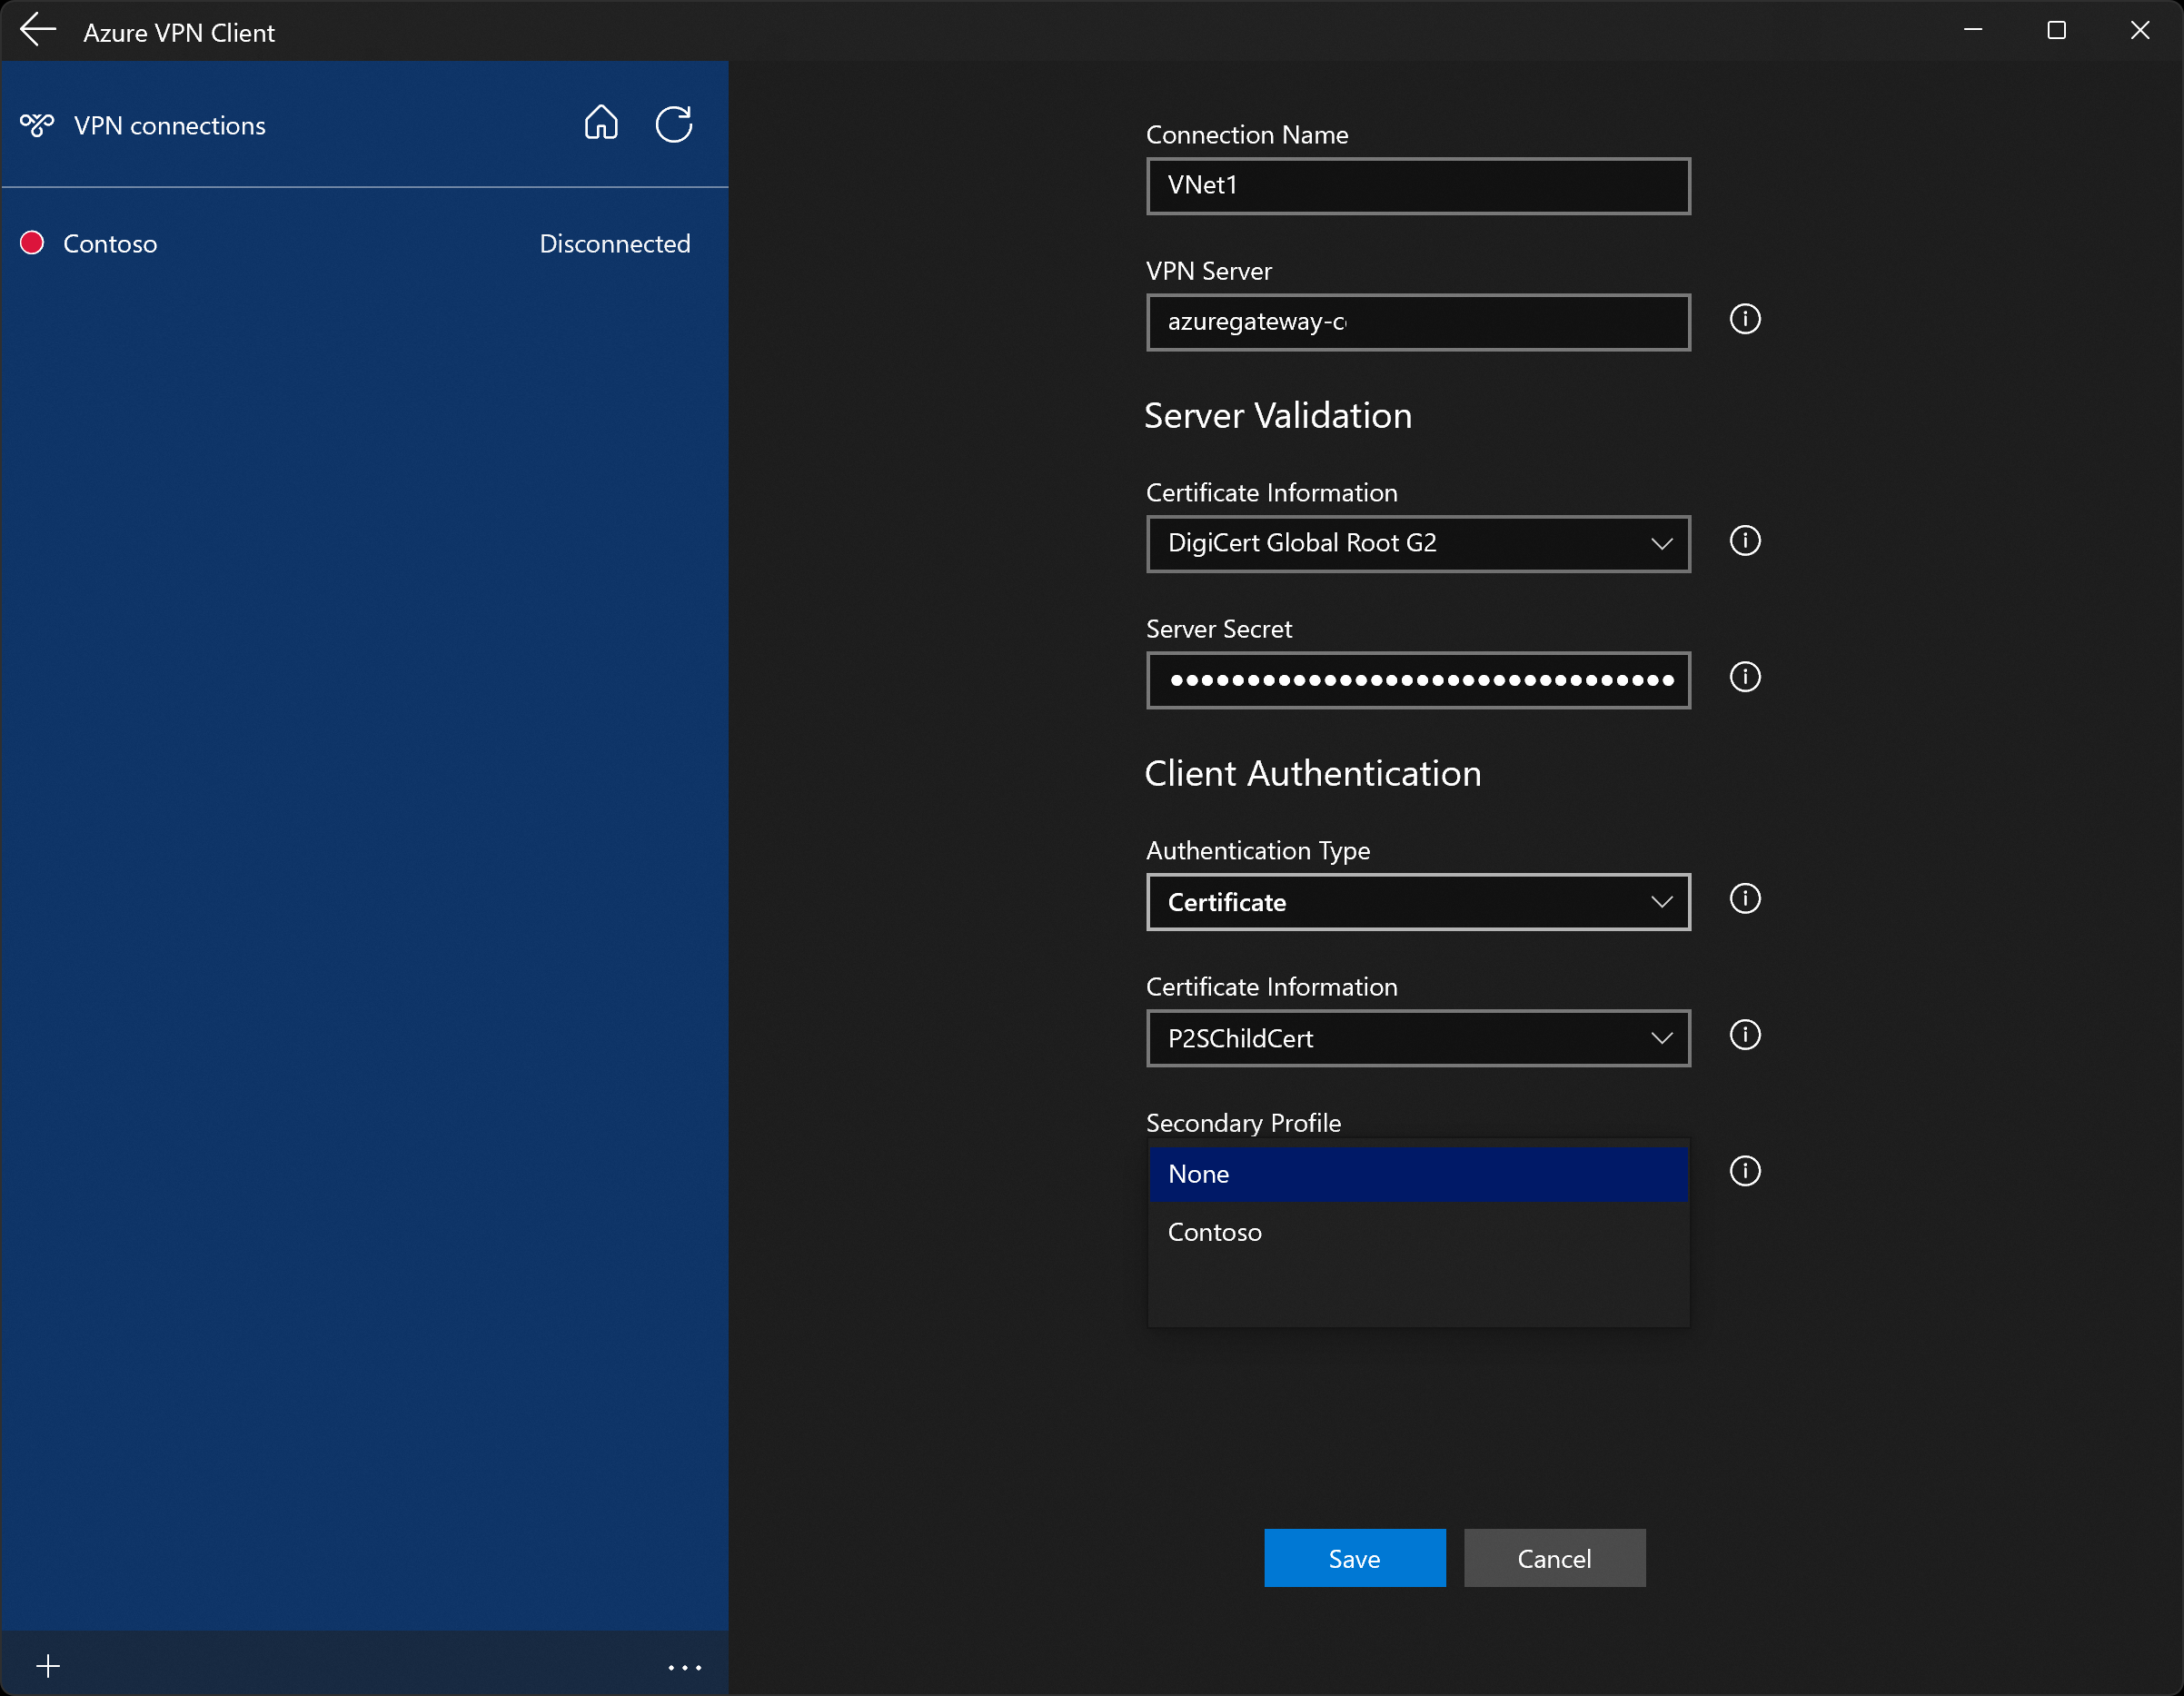 Azure VPN Client
VPN connections
Contoso Disconnected
Connection Name
VNet1
VPN Server
azuregateway-c
Server Validation
Certificate Information
DigiCert Global Root G2
Server Secret
●●●●●●●●●●●●●●●●●●●●●●●●●●●●●●●●●
Client Authentication
Authentication Type
Certificate
Certificate Information
P2SChildCert
Secondary Profile
None
Contoso
Save Cancel